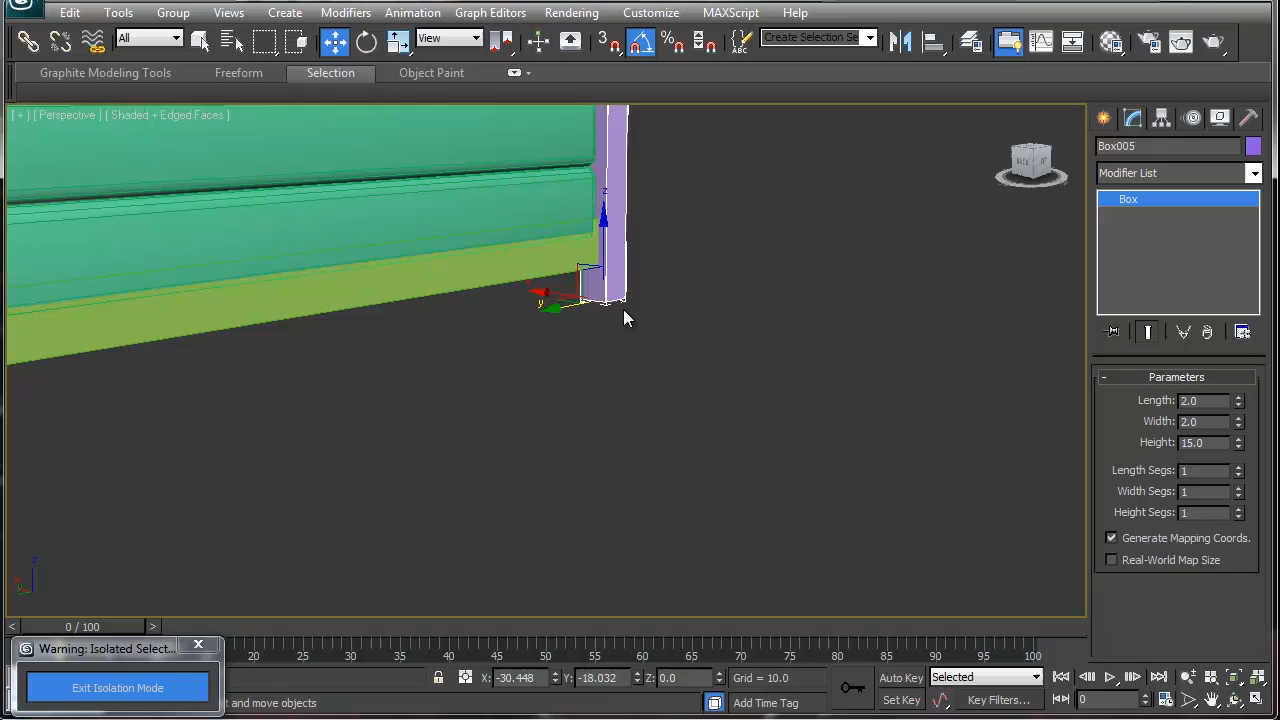 Edit Tools Group Views Create Modifiers Animation Graph Editors Rendering Customize MAXScript Help
All View 3 Create Selection Se
Graphite Modeling Tools Freeform Selection Object Paint
[ + ] [ Perspective ] [ Shaded + Edged Faces ]
BACK
z
x
y
z
Box005
Modifier List
Box
- Parameters
Length: 2.0
Width: 2.0
Height: 15.0
Length Segs: 1
Width Segs: 1
Height Segs: 1
Generate Mapping Coords.
Real-World Map Size
< 0 / 100 >
Warning: Isolated Select... X
Exit Isolation Mode
20 25 30 35 40 45 50 55 60 65 70 75 80 85 90 95 100
X: -30.448 Y: -18.032 Z: 0.0 Grid = 10.0
and move objects Add Time Tag
Auto Key Selected
Set Key Key Filters... 0